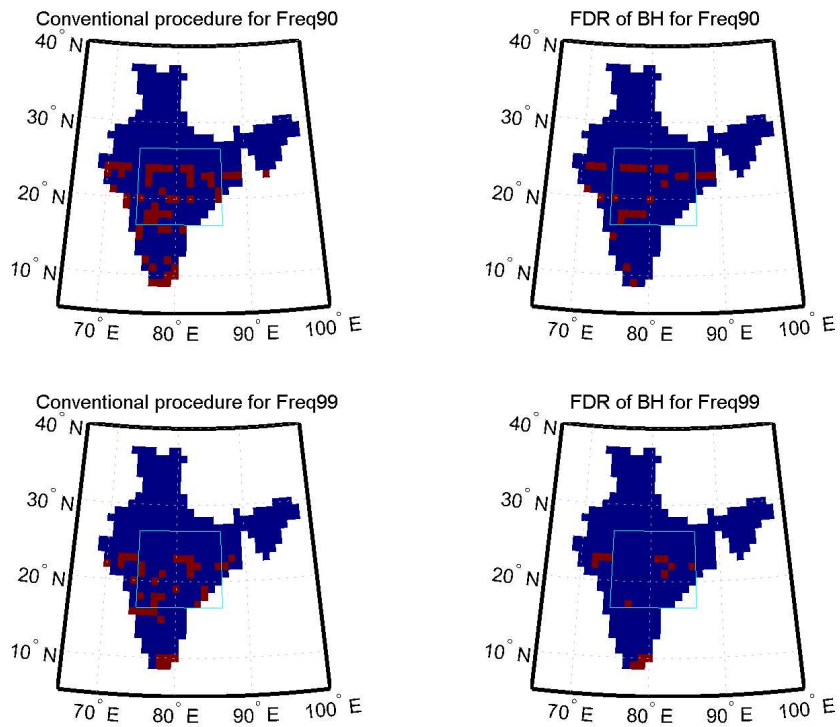 Conventional procedure for Freq90
40° N
30° N
20° N
10° N
70° E
80° E
90° E
100° E
FDR of BH for Freq90
40° N
30° N
20° N
10° N
70° E
80° E
90° E
100° E
Conventional procedure for Freq99
40° N
30° N
20° N
10° N
70° E
80° E
90° E
100° E
FDR of BH for Freq99
40° N
30° N
20° N
10° N
70° E
80° E
90° E
100° E